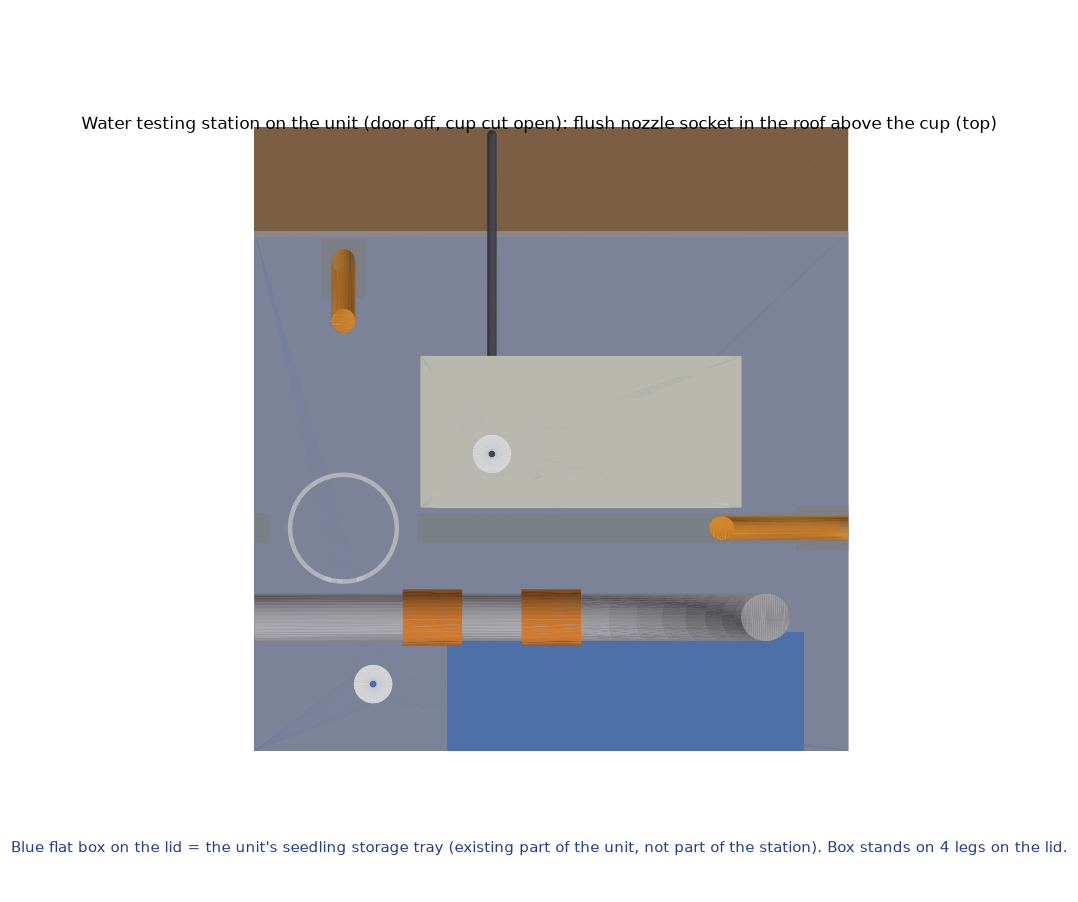 Water testing station on the unit (door off, cup cut open): flush nozzle socket in the roof above the cup (top)
Blue flat box on the lid = the unit's seedling storage tray (existing part of the unit, not part of the station). Box stands on 4 legs on the lid.